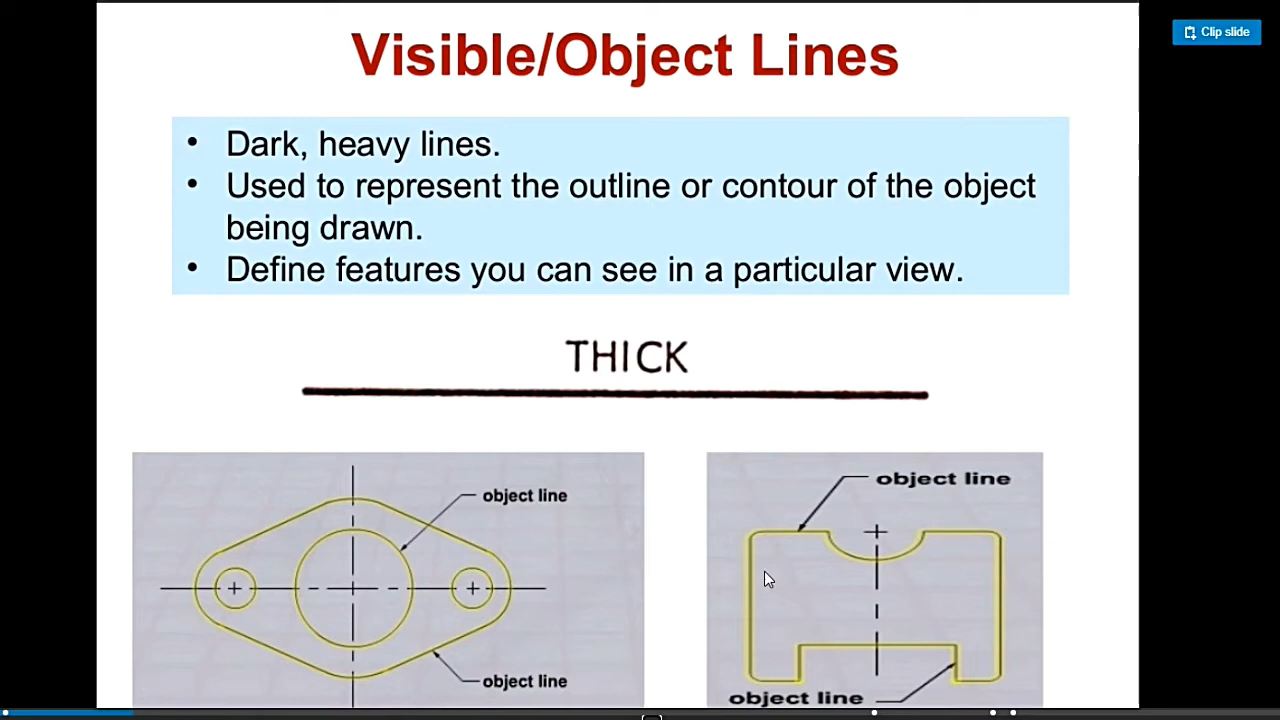 Clip slide
Visible/Object Lines
• Dark, heavy lines.
• Used to represent the outline or contour of the object
being drawn.
• Define features you can see in a particular view.
THICK
object line
object line
object line
object line